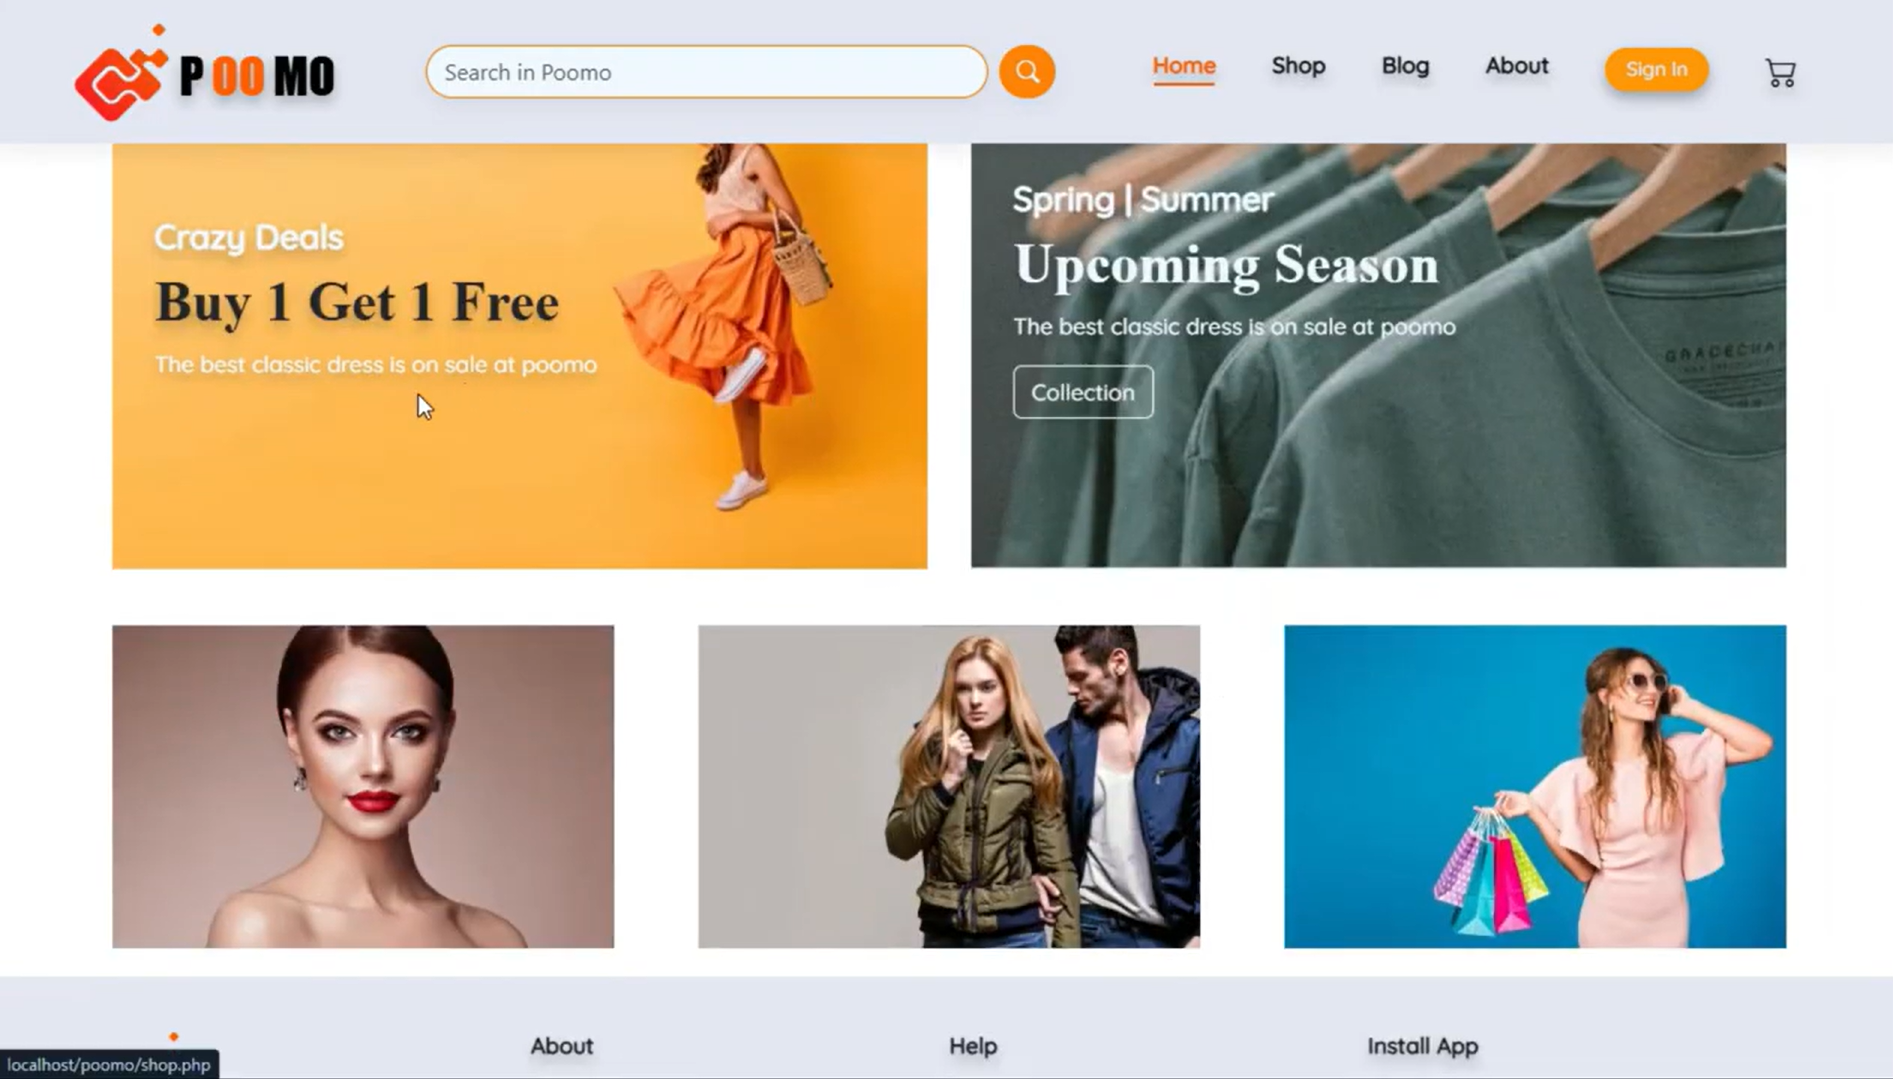 POOMO
Search in Poomo
Home
Shop
Blog
About
Sign In
Crazy Deals
Buy 1 Get 1 Free
The best classic dress is on sale at poomo
Spring | Summer
Upcoming Season
The best classic dress is on sale at poomo
Collection
About
Help
Install App
localhost/poomo/shop.php